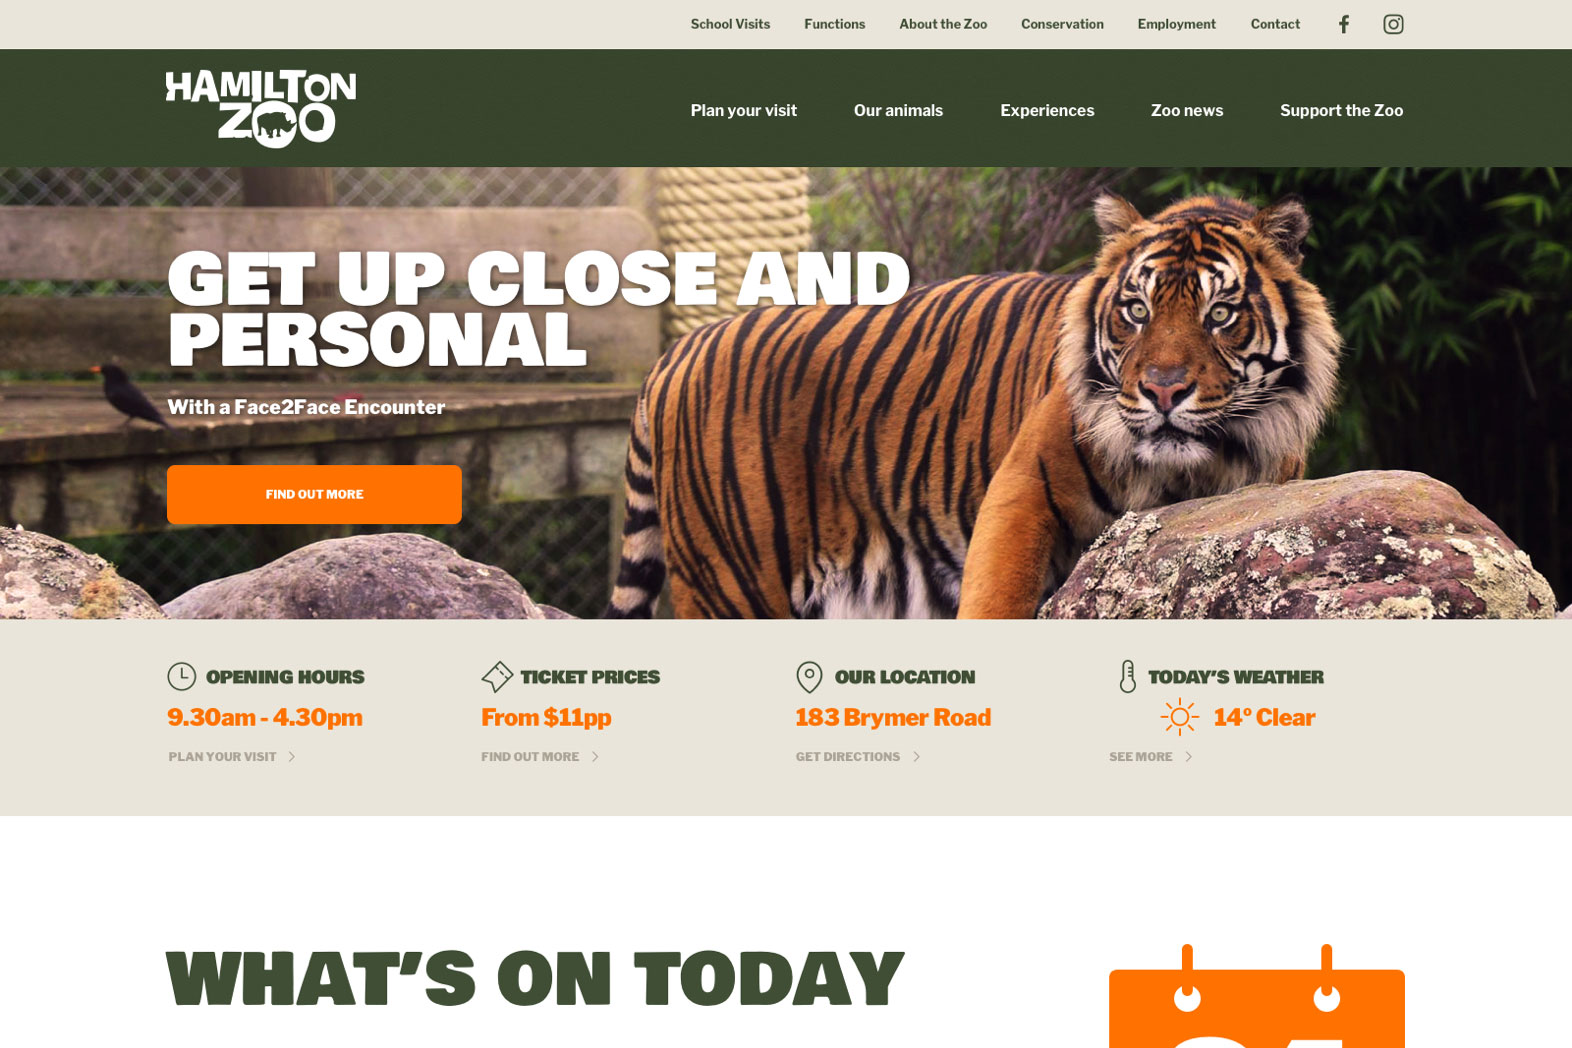 School Visits Functions About the Zoo Conservation Employment Contact
HAMILTON
ZOO
Plan your visit Our animals Experiences Zoo news Support the Zoo
GET UP CLOSE AND
PERSONAL
With a Face2Face Encounter
FIND OUT MORE
OPENING HOURS
9.30am - 4.30pm
PLAN YOUR VISIT
TICKET PRICES
From $11pp
FIND OUT MORE
OUR LOCATION
183 Brymer Road
GET DIRECTIONS
TODAY'S WEATHER
14º Clear
SEE MORE
WHAT'S ON TODAY